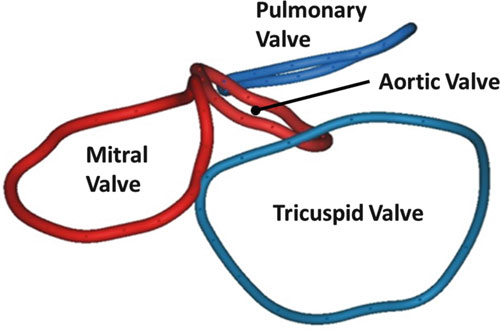 Pulmonary
Valve
Aortic Valve
Mitral
Valve
Tricuspid Valve